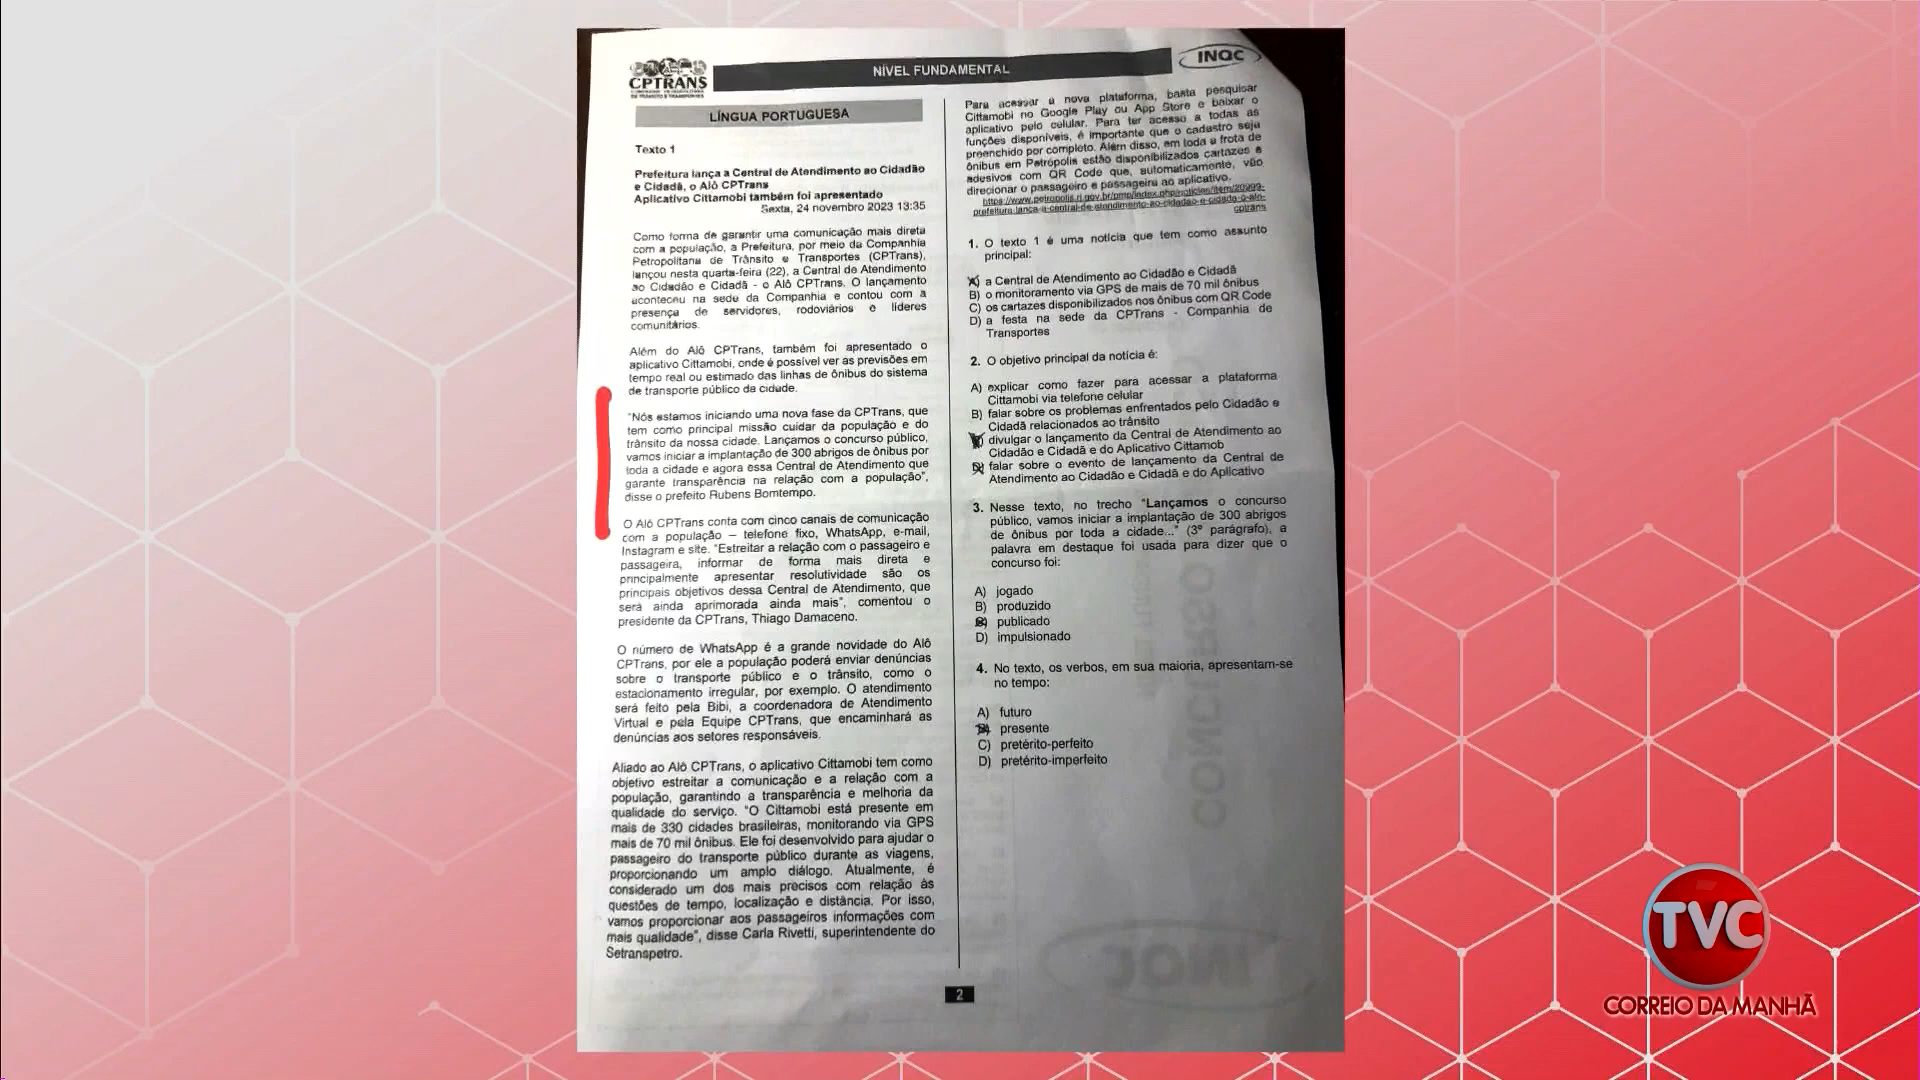 CPTRANS
NÍVEL FUNDAMENTAL
INQC
LÍNGUA PORTUGUESA
Texto 1
Prefeitura lança a Central de Atendimento ao Cidadão
e Cidadã, o Alô CPTrans
Aplicativo Cittamobi também foi apresentado
Sexta, 24 novembro 2023 13:35
Como forma de garantir uma comunicação mais direta
com a população, a Prefeitura, por meio da Companhia
Petropolitana de Trânsito e Transportes (CPTrans),
lançou nesta quarta-feira (22), a Central de Atendimento
ao Cidadão e Cidadã - o Alô CPTrans. O lançamento
aconteceu na sede da Companhia e contou com a
presença de servidores, rodoviários e líderes
comunitários.
Além do Alô CPTrans, também foi apresentado o
aplicativo Cittamobi, onde é possível ver as previsões em
tempo real ou estimado das linhas de ônibus do sistema
de transporte público da cidade.
"Nós estamos iniciando uma nova fase da CPTrans, que
tem como principal missão cuidar da população e do
trânsito da nossa cidade. Lançamos o concurso público,
vamos iniciar a implantação de 300 abrigos de ônibus por
toda a cidade e agora essa Central de Atendimento que
garante transparência na relação com a população",
disse o prefeito Rubens Bomtempo.
O Alô CPTrans conta com cinco canais de comunicação
com a população – telefone fixo, WhatsApp, e-mail,
Instagram e site. "Estreitar a relação com o passageiro e
passageira, informar de forma mais direta e
principalmente apresentar resolutividade são os
principais objetivos dessa Central de Atendimento, que
será ainda aprimorada ainda mais", comentou o
presidente da CPTrans, Thiago Damaceno.
O número de WhatsApp é a grande novidade do Alô
CPTrans, por ele a população poderá enviar denúncias
sobre o transporte público e o trânsito, como o
estacionamento irregular, por exemplo. O atendimento
será feito pela Bibi, a coordenadora de Atendimento
Virtual e pela Equipe CPTrans, que encaminhará as
denúncias aos setores responsáveis.
Aliado ao Alô CPTrans, o aplicativo Cittamobi tem como
objetivo estreitar a comunicação e a relação com a
população, garantindo a transparência e melhoria da
qualidade do serviço. "O Cittamobi está presente em
mais de 330 cidades brasileiras, monitorando via GPS
mais de 70 mil ônibus. Ele foi desenvolvido para ajudar o
passageiro do transporte público durante as viagens,
proporcionando um amplo diálogo. Atualmente, é
considerado um dos mais precisos com relação às
questões de tempo, localização e distância. Por isso,
vamos proporcionar aos passageiros informações com
mais qualidade", disse Carla Rivetti, superintendente do
Setranspetro.
Para acessar a nova plataforma, basta pesquisar
Cittamobi no Google Play ou App Store e baixar o
aplicativo pelo celular. Para ter acesso a todas as
funções disponíveis, é importante que o cadastro seja
preenchido por completo. Além disso, em toda a frota de
ônibus em Petrópolis estão disponibilizados cartazes e
adesivos com QR Code que, automaticamente, vão
direcionar o passageiro e passageira ao aplicativo.
https://www.petropolis.rj.gov.br/pmp/index.php/noticias/item/20993-
prefeitura-lança-a-central-de-atendimento-ao-cidadao-e-cidada-o-alo-
cptrans
1. O texto 1 é uma notícia que tem como assunto
principal:
a Central de Atendimento ao Cidadão e Cidadã
B) o monitoramento via GPS de mais de 70 mil ônibus
C) os cartazes disponibilizados nos ônibus com QR Code
D) a festa na sede da CPTrans - Companhia de
Transportes
2. O objetivo principal da notícia é:
A) explicar como fazer para acessar a plataforma
Cittamobi via telefone celular
B) falar sobre os problemas enfrentados pelo Cidadão e
Cidadã relacionados ao trânsito
divulgar o lançamento da Central de Atendimento ao
Cidadão e Cidadã e do Aplicativo Cittamob
D) falar sobre o evento de lançamento da Central de
Atendimento ao Cidadão e Cidadã e do Aplicativo
3. Nesse texto, no trecho "Lançamos o concurso
público, vamos iniciar a implantação de 300 abrigos
de ônibus por toda a cidade..." (3º parágrafo), a
palavra em destaque foi usada para dizer que o
concurso foi:
A) jogado
B) produzido
publicado
D) impulsionado
4. No texto, os verbos, em sua maioria, apresentam-se
no tempo:
A) futuro
presente
C) pretérito-perfeito
D) pretérito-imperfeito
2
TVC
CORREIO DA MANHÃ